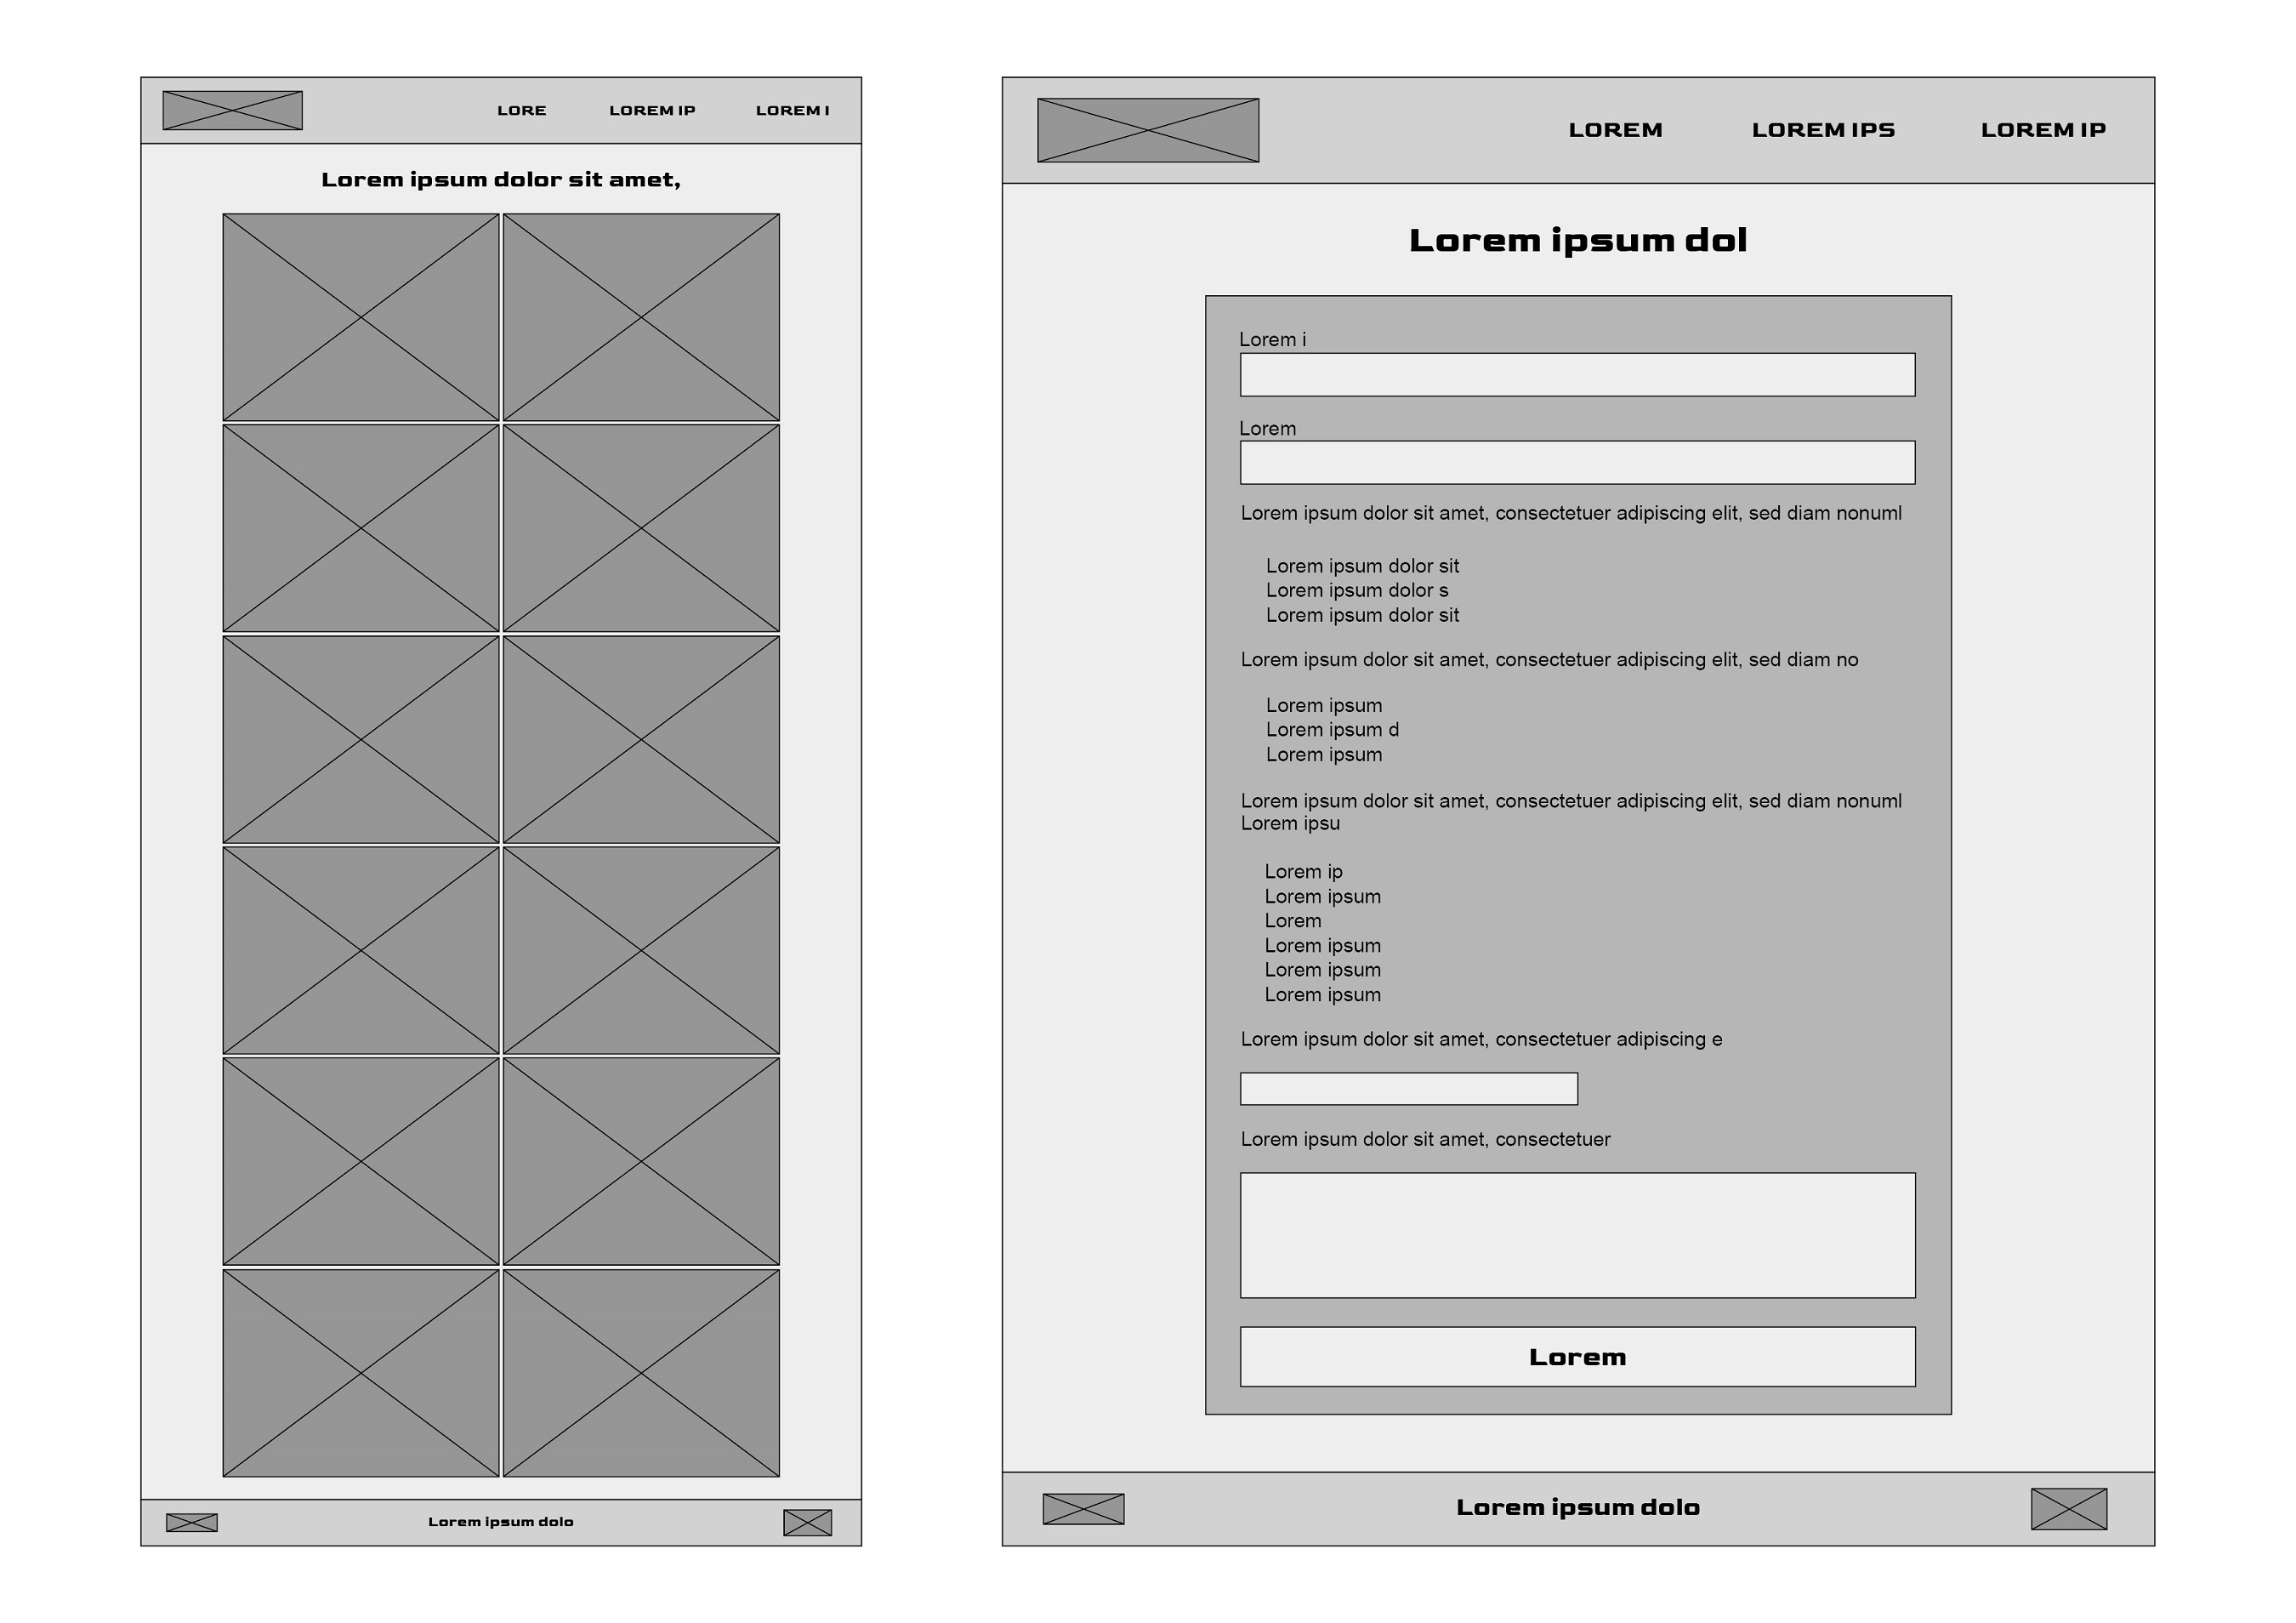 LORE
LOREM IP
LOREM I
Lorem ipsum dolor sit amet,
Lorem ipsum dolo
LOREM
LOREM IPS
LOREM IP
Lorem ipsum dol
Lorem i
Lorem
Lorem ipsum dolor sit amet, consectetuer adipiscing elit, sed diam nonuml
Lorem ipsum dolor sit
Lorem ipsum dolor s
Lorem ipsum dolor sit
Lorem ipsum dolor sit amet, consectetuer adipiscing elit, sed diam no
Lorem ipsum
Lorem ipsum d
Lorem ipsum
Lorem ipsum dolor sit amet, consectetuer adipiscing elit, sed diam nonuml
Lorem ipsu
Lorem ip
Lorem ipsum
Lorem
Lorem ipsum
Lorem ipsum
Lorem ipsum
Lorem ipsum dolor sit amet, consectetuer adipiscing e
Lorem ipsum dolor sit amet, consectetuer
Lorem
Lorem ipsum dolo